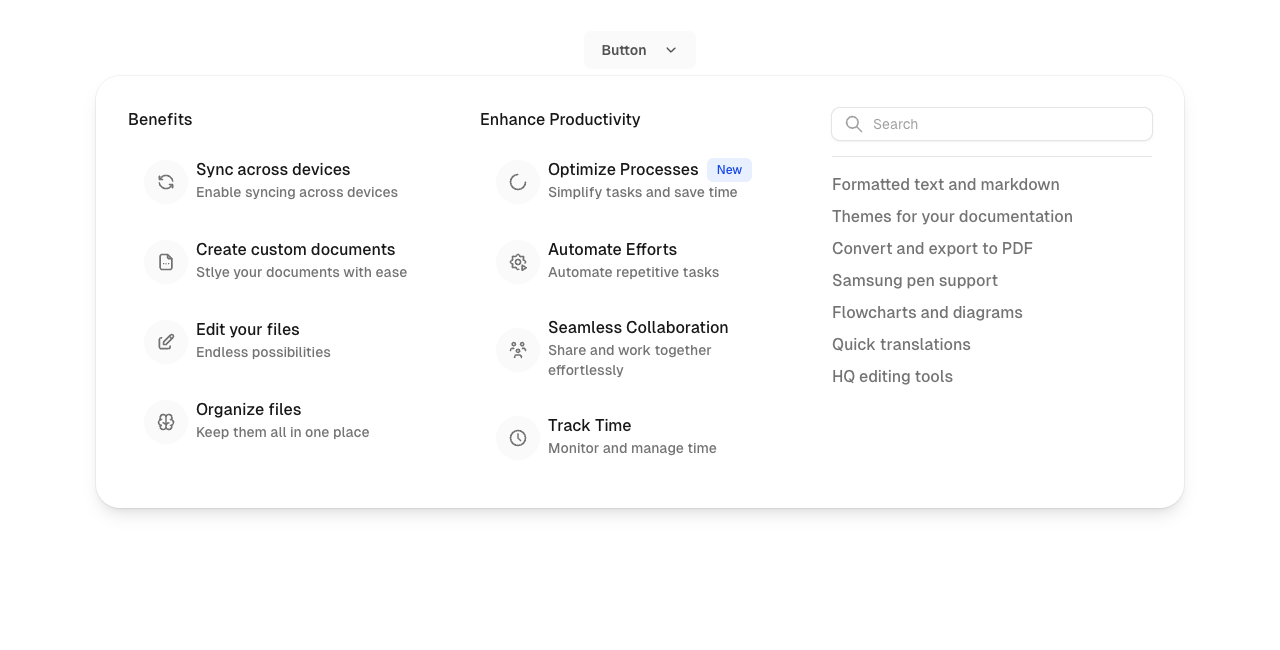 Button
Benefits
Sync across devices
Enable syncing across devices
Create custom documents
Stlye your documents with ease
Edit your files
Endless possibilities
Organize files
Keep them all in one place
Enhance Productivity
Optimize Processes New
Simplify tasks and save time
Automate Efforts
Automate repetitive tasks
Seamless Collaboration
Share and work together
effortlessly
Track Time
Monitor and manage time
Search
Formatted text and markdown
Themes for your documentation
Convert and export to PDF
Samsung pen support
Flowcharts and diagrams
Quick translations
HQ editing tools